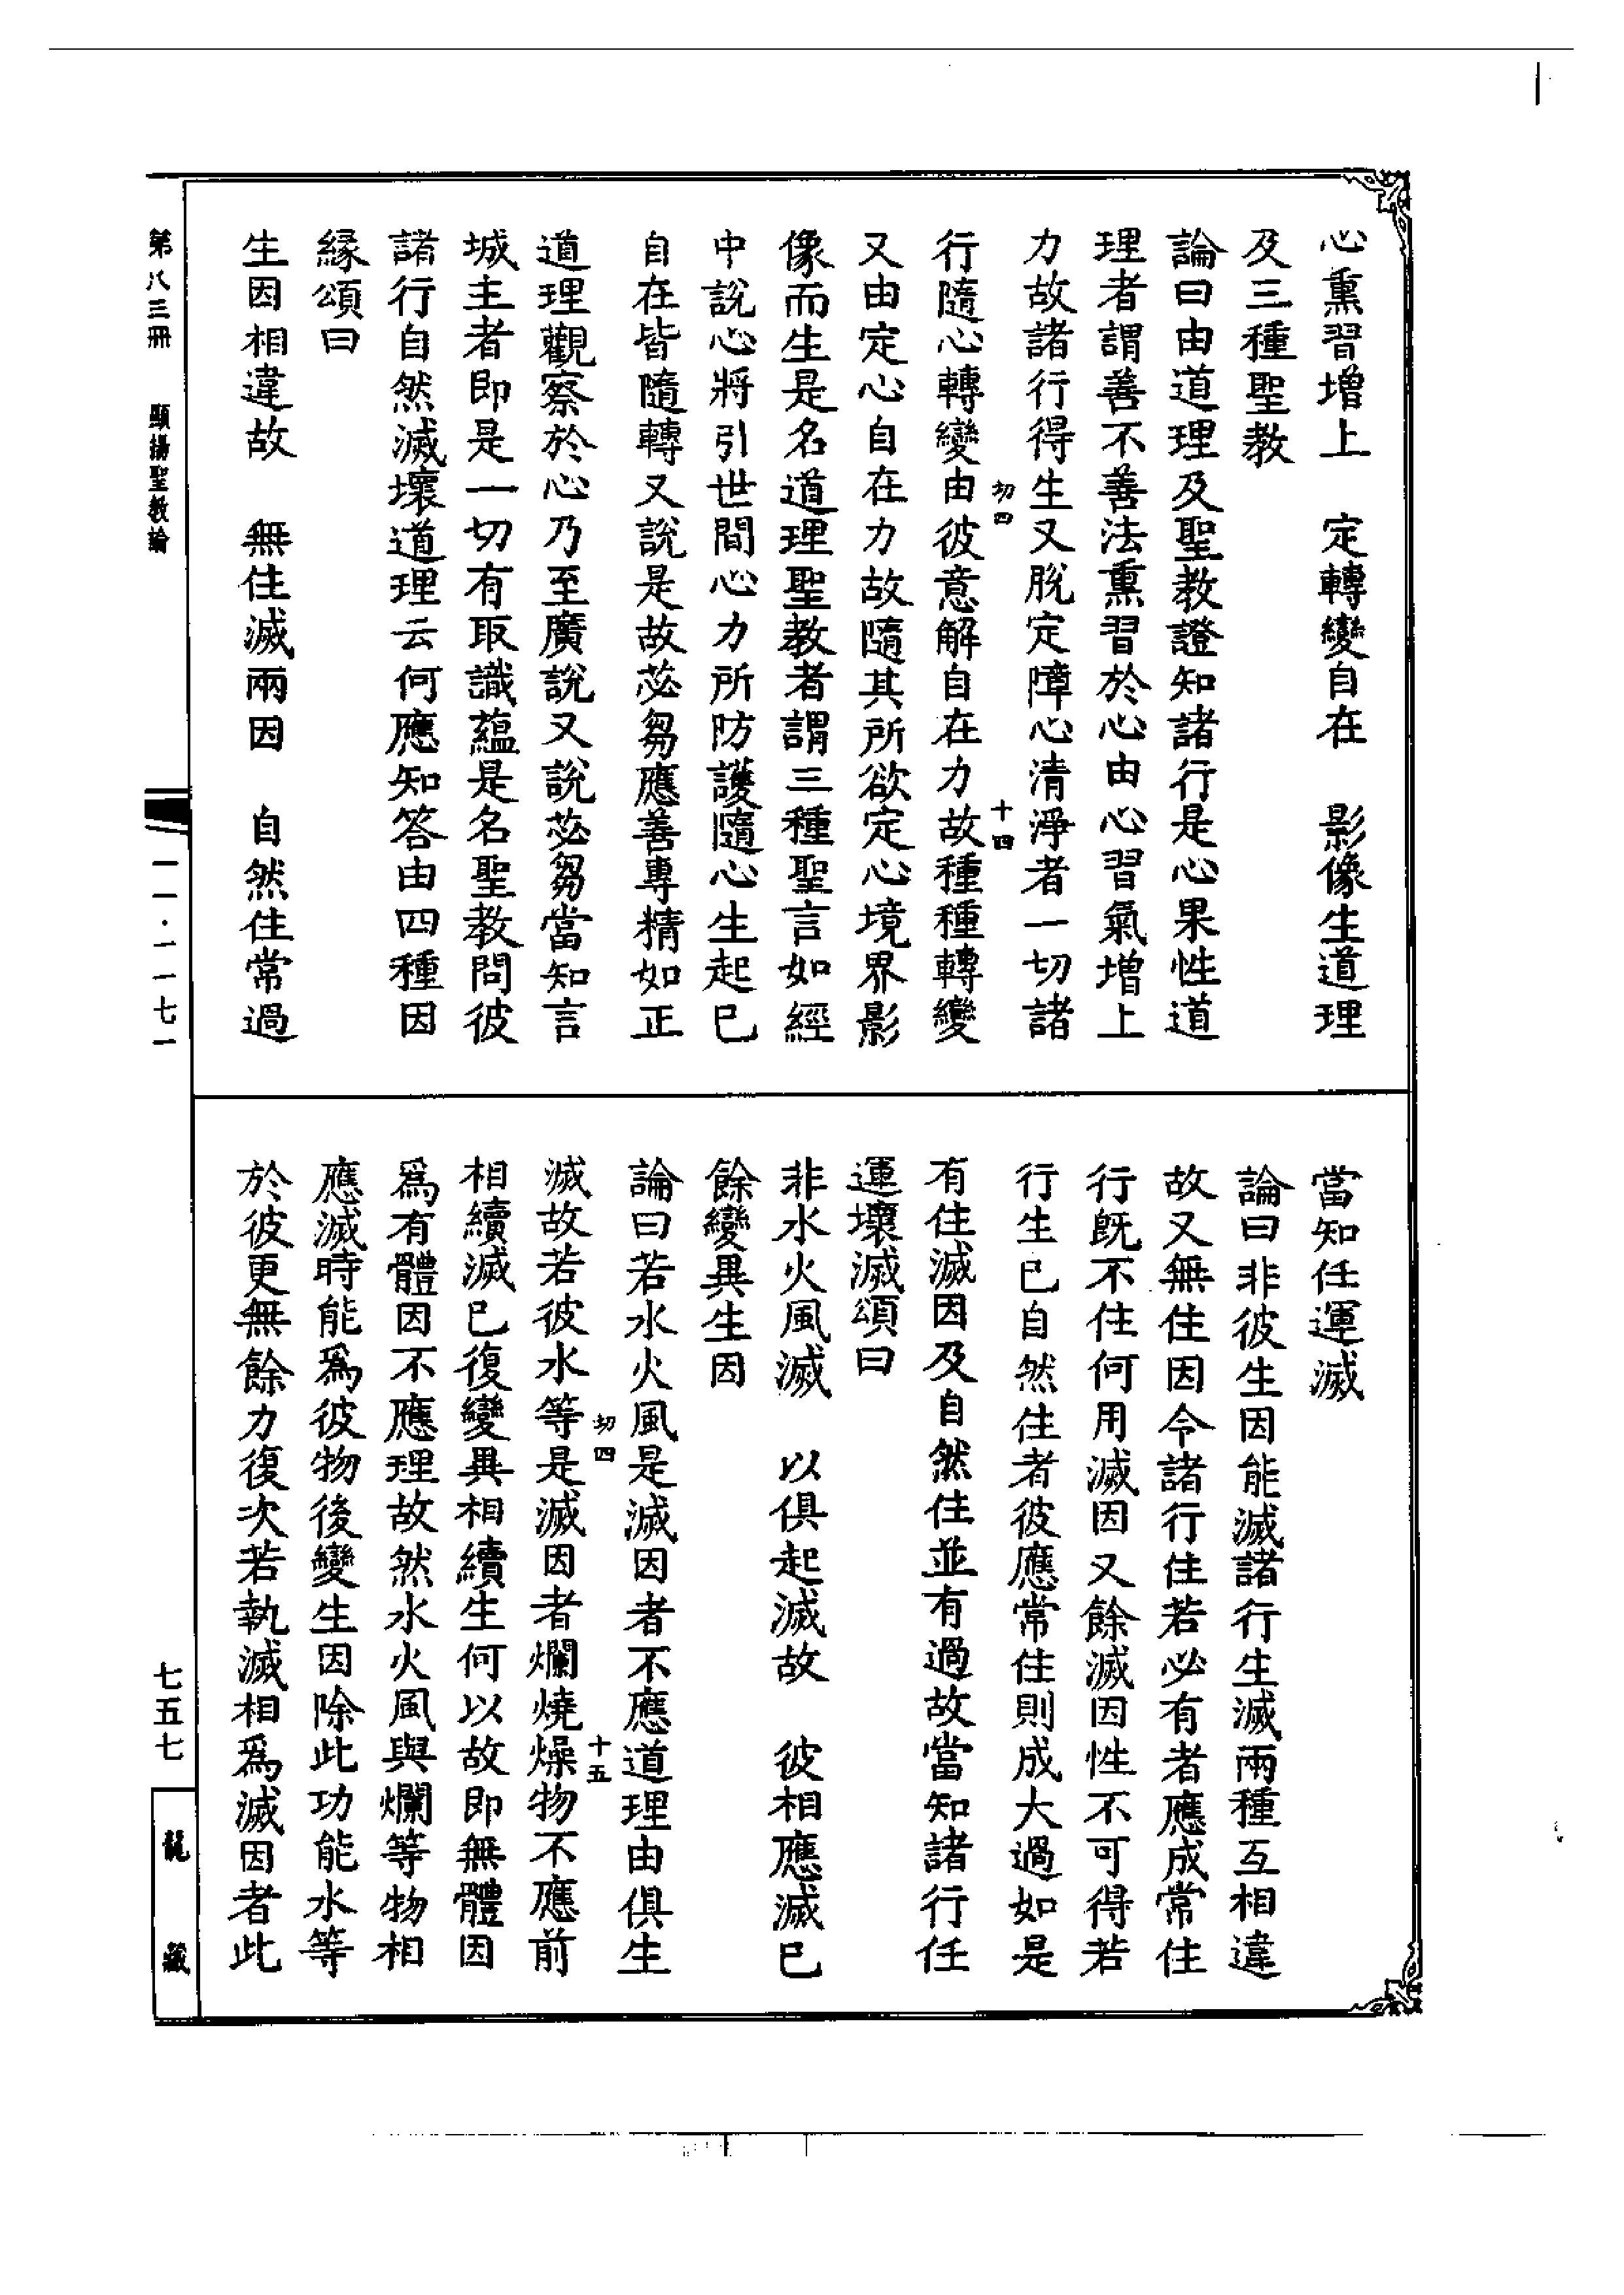 心熏習增上　定轉變自在　影像生道理
及三種聖教
論曰由道理及聖教證知諸行是心果性道
理者謂善不善法熏習於心由心習氣增上
力故諸行得生又脫定障心清淨者一切諸
行隨心轉變由彼意解自在力故種種轉變
又由定心自在力故隨其所欲定心境界影
像而生是名道理聖教者謂三種聖言如經
中說心將引世間心力所防護隨心生起已
自在皆隨轉又說是故苾芻應善專精如正
道理觀察於心乃至廣說又說苾芻當知言
城主者即是一切有取識蘊是名聖教問彼
諸行自然滅壞道理云何應知答由四種因
緣頌曰
生因相違故　無住滅兩因　自然住常過
當知任運滅
論曰非彼生因能滅諸行生滅兩種互相違
故又無住因令諸行住若必有者應成常住
行旣不住何用滅因又餘滅因性不可得若
行生已自然住者彼應常住則成大過如是
有住滅因及自然住並有過故當知諸行任
運壞滅頌曰
非水火風滅　以俱起滅故　彼相應滅已
餘變異生因
論曰若水火風是滅因者不應道理由俱生
滅故若彼水等是滅因者爛燒燥物不應前
相續滅已復變異相續生何以故即無體因
爲有體因不應理故然水火風與爛等物相
應滅時能爲彼物後變生因除此功能水等
於彼更無餘力復次若執滅相爲滅因者此
刧四
十四
刧四
十五
第八三冊　顯揚聖教論
一一·一一七一
七五七
龍藏